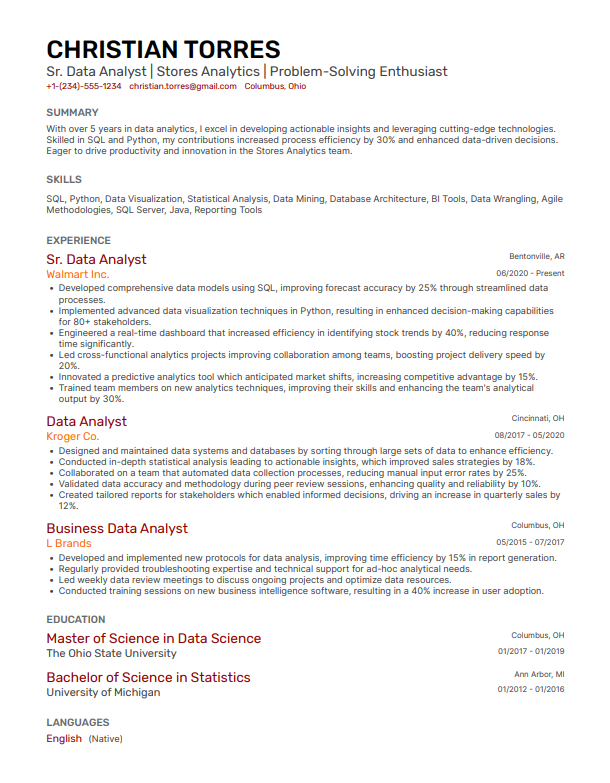 CHRISTIAN TORRES
Sr. Data Analyst | Stores Analytics | Problem-Solving Enthusiast
+1-(234)-555-1234 christian.torres@gmail.com Columbus, Ohio
SUMMARY
With over 5 years in data analytics, I excel in developing actionable insights and leveraging cutting-edge technologies.
Skilled in SQL and Python, my contributions increased process efficiency by 30% and enhanced data-driven decisions.
Eager to drive productivity and innovation in the Stores Analytics team.
SKILLS
SQL, Python, Data Visualization, Statistical Analysis, Data Mining, Database Architecture, BI Tools, Data Wrangling, Agile
Methodologies, SQL Server, Java, Reporting Tools
EXPERIENCE
Sr. Data Analyst Bentonville, AR
Walmart Inc. 06/2020 - Present
• Developed comprehensive data models using SQL, improving forecast accuracy by 25% through streamlined data
processes.
• Implemented advanced data visualization techniques in Python, resulting in enhanced decision-making capabilities
for 80+ stakeholders.
• Engineered a real-time dashboard that increased efficiency in identifying stock trends by 40%, reducing response
time significantly.
• Led cross-functional analytics projects improving collaboration among teams, boosting project delivery speed by
20%.
• Innovated a predictive analytics tool which anticipated market shifts, increasing competitive advantage by 15%.
• Trained team members on new analytics techniques, improving their skills and enhancing the team's analytical
output by 30%.
Data Analyst Cincinnati, OH
Kroger Co. 08/2017 - 05/2020
• Designed and maintained data systems and databases by sorting through large sets of data to enhance efficiency.
• Conducted in-depth statistical analysis leading to actionable insights, which improved sales strategies by 18%.
• Collaborated on a team that automated data collection processes, reducing manual input error rates by 25%.
• Validated data accuracy and methodology during peer review sessions, enhancing quality and reliability by 10%.
• Created tailored reports for stakeholders which enabled informed decisions, driving an increase in quarterly sales by
12%.
Business Data Analyst Columbus, OH
L Brands 05/2015 - 07/2017
• Developed and implemented new protocols for data analysis, improving time efficiency by 15% in report generation.
• Regularly provided troubleshooting expertise and technical support for ad-hoc analytical needs.
• Led weekly data review meetings to discuss ongoing projects and optimize data resources.
• Conducted training sessions on new business intelligence software, resulting in a 40% increase in user adoption.
EDUCATION
Master of Science in Data Science Columbus, OH
The Ohio State University 01/2017 - 01/2019
Bachelor of Science in Statistics Ann Arbor, MI
University of Michigan 01/2012 - 01/2016
LANGUAGES
English (Native)